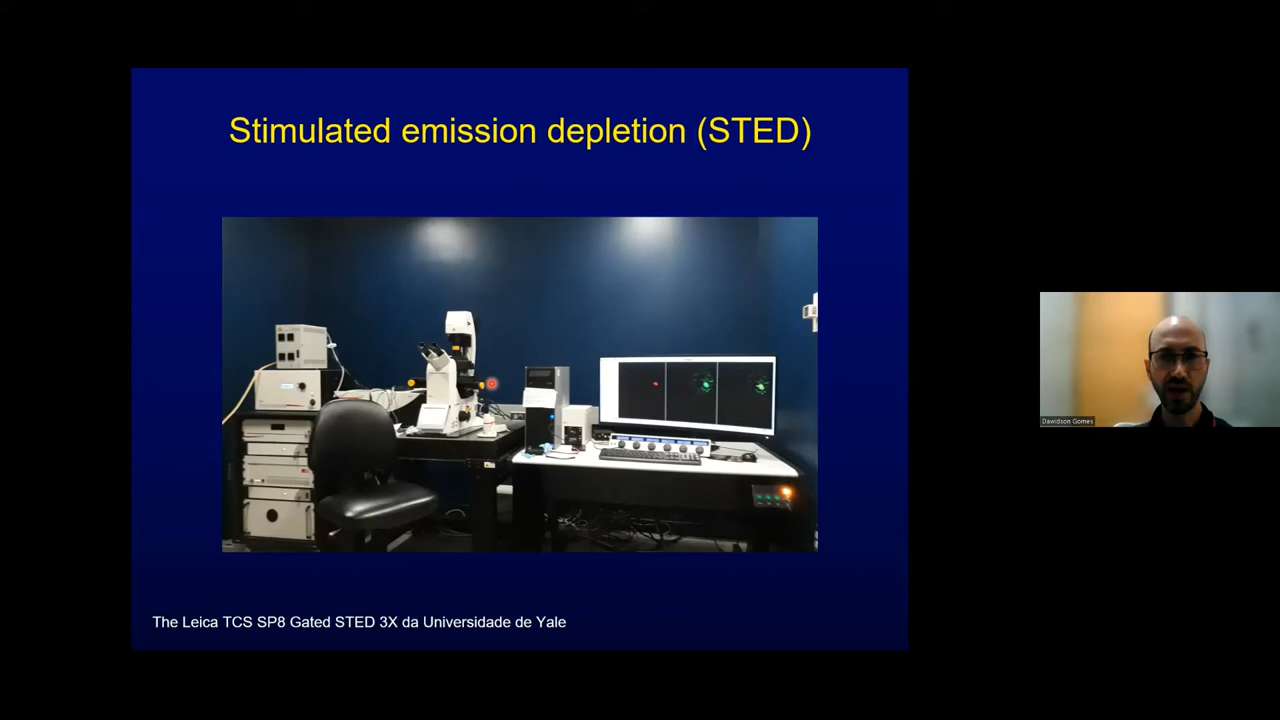 Stimulated emission depletion (STED)
Dawidson Gomes
The Leica TCS SP8 Gated STED 3X da Universidade de Yale